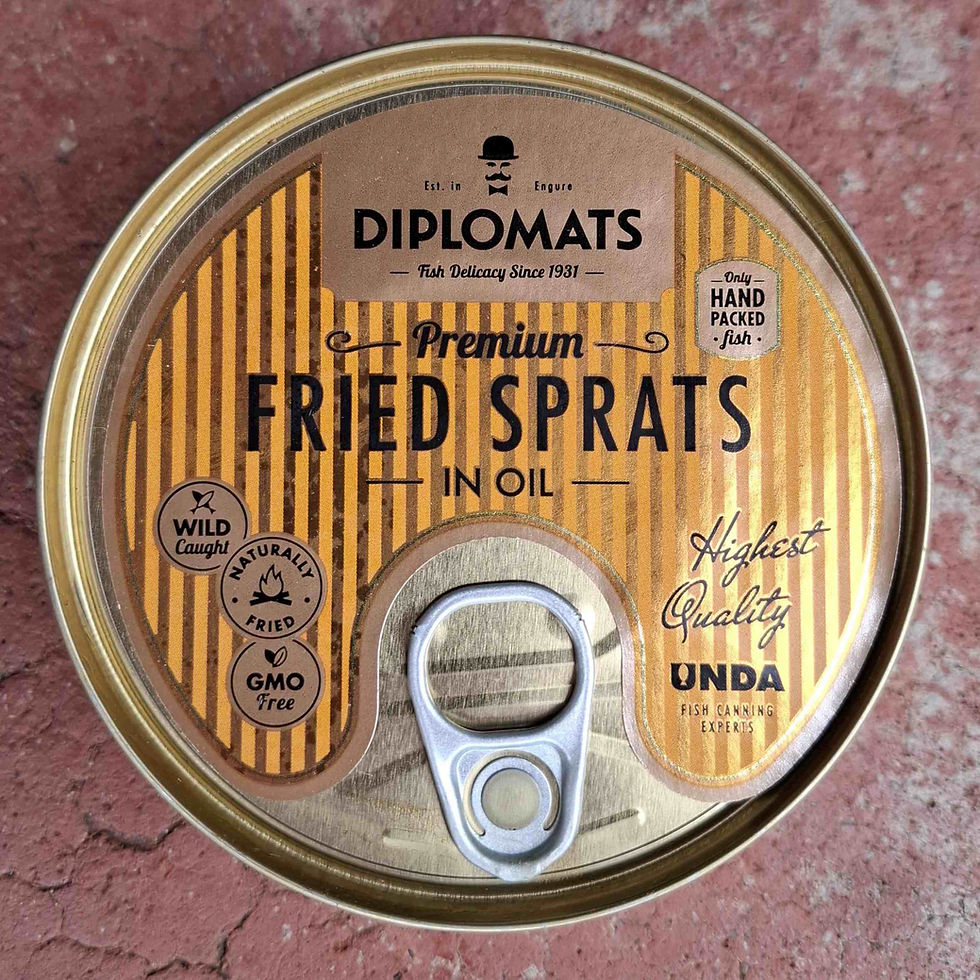 Est. in Engure
DIPLOMATS
Fish Delicacy Since 1931
Only
HAND
PACKED
fish
Premium
FRIED SPRATS
IN OIL
WILD
Caught
NATURALLY
FRIED
GMO
Free
Highest
Quality
UNDA
FISH CANNING
EXPERTS